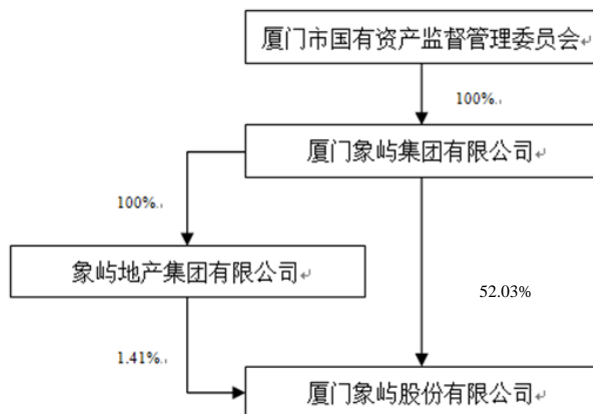 厦门市国有资产监督管理委员会
100%
厦门象屿集团有限公司
100%
象屿地产集团有限公司
52.03%
1.41%
厦门象屿股份有限公司